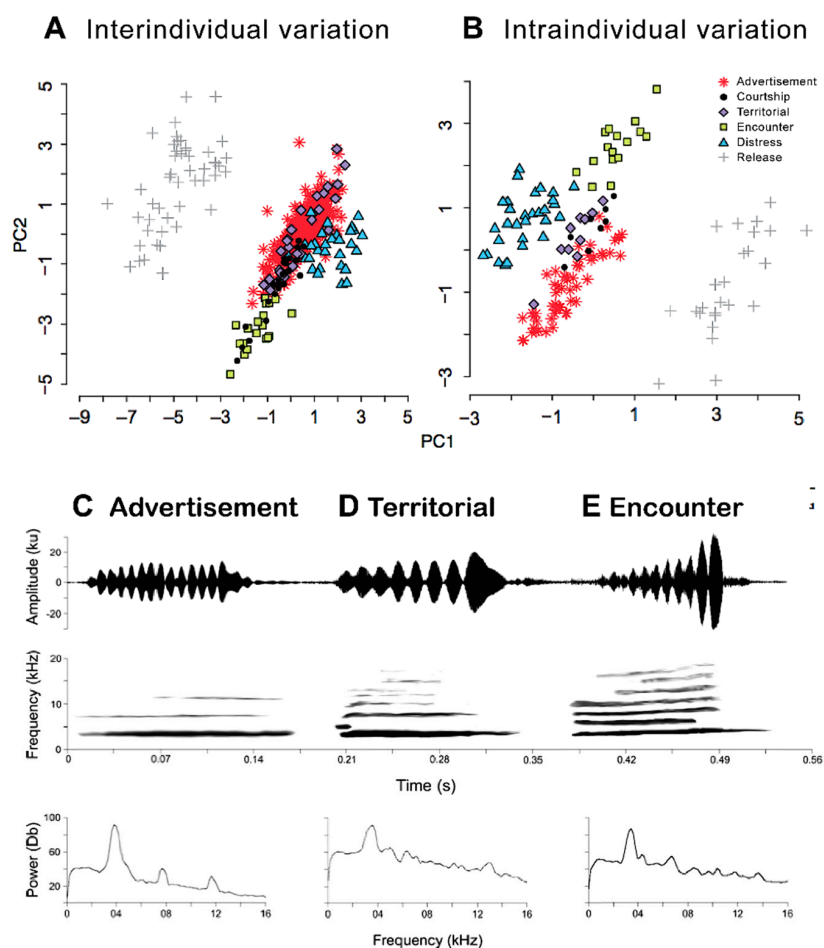 A Interindividual variation
B Intraindividual variation
5
3
1
−1
−3
−5
PC2
−9 −7 −5 −3 −1 1 3 5
3
1
−1
−3
−3 −1 1 3 5
PC1
Advertisement
Courtship
Territorial
Encounter
Distress
Release
C Advertisement
D Territorial
E Encounter
Amplitude (ku)
20
0
-20
Frequency (kHz)
20
10
0
0 0.07 0.14 0.21 0.28 0.35 0.42 0.49 0.56
Time (s)
Power (Db)
100
60
20
0 04 08 12 16
0 04 08 12 16
0 04 08 12 16
Frequency (kHz)